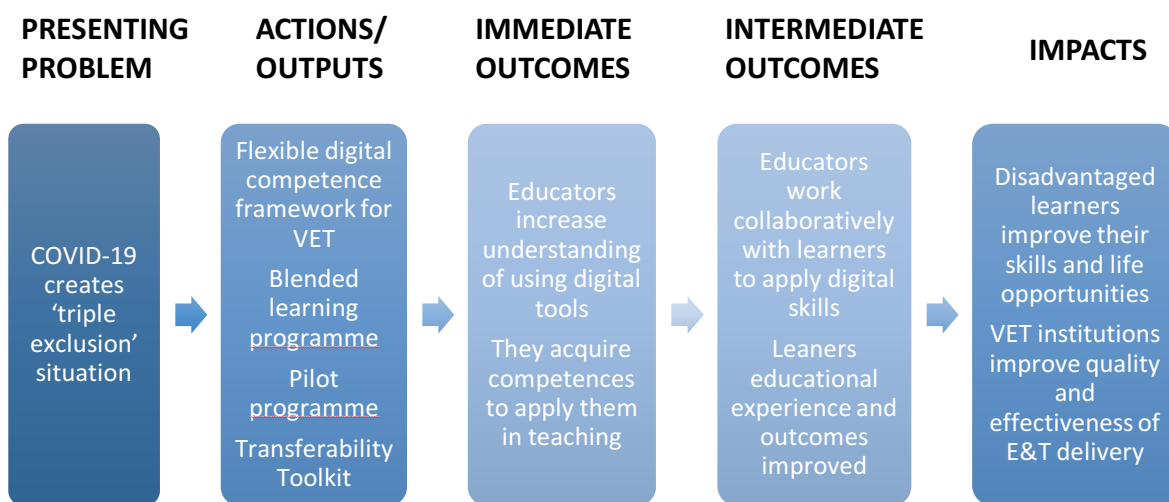 PRESENTING
PROBLEM
ACTIONS/
OUTPUTS
IMMEDIATE
OUTCOMES
INTERMEDIATE
OUTCOMES
IMPACTS
COVID-19
creates
‘triple
exclusion’
situation
Flexible digital
competence
framework for
VET
Blended
learning
programme
Pilot
programme
Transferability
Toolkit
Educators
increase
understanding
of using digital
tools
They acquire
competences
to apply them
in teaching
Educators
work
collaboratively
with learners
to apply digital
skills
Leaners
educational
experience and
outcomes
improved
Disadvantaged
learners
improve their
skills and life
opportunities
VET institutions
improve quality
and
effectiveness of
E&T delivery